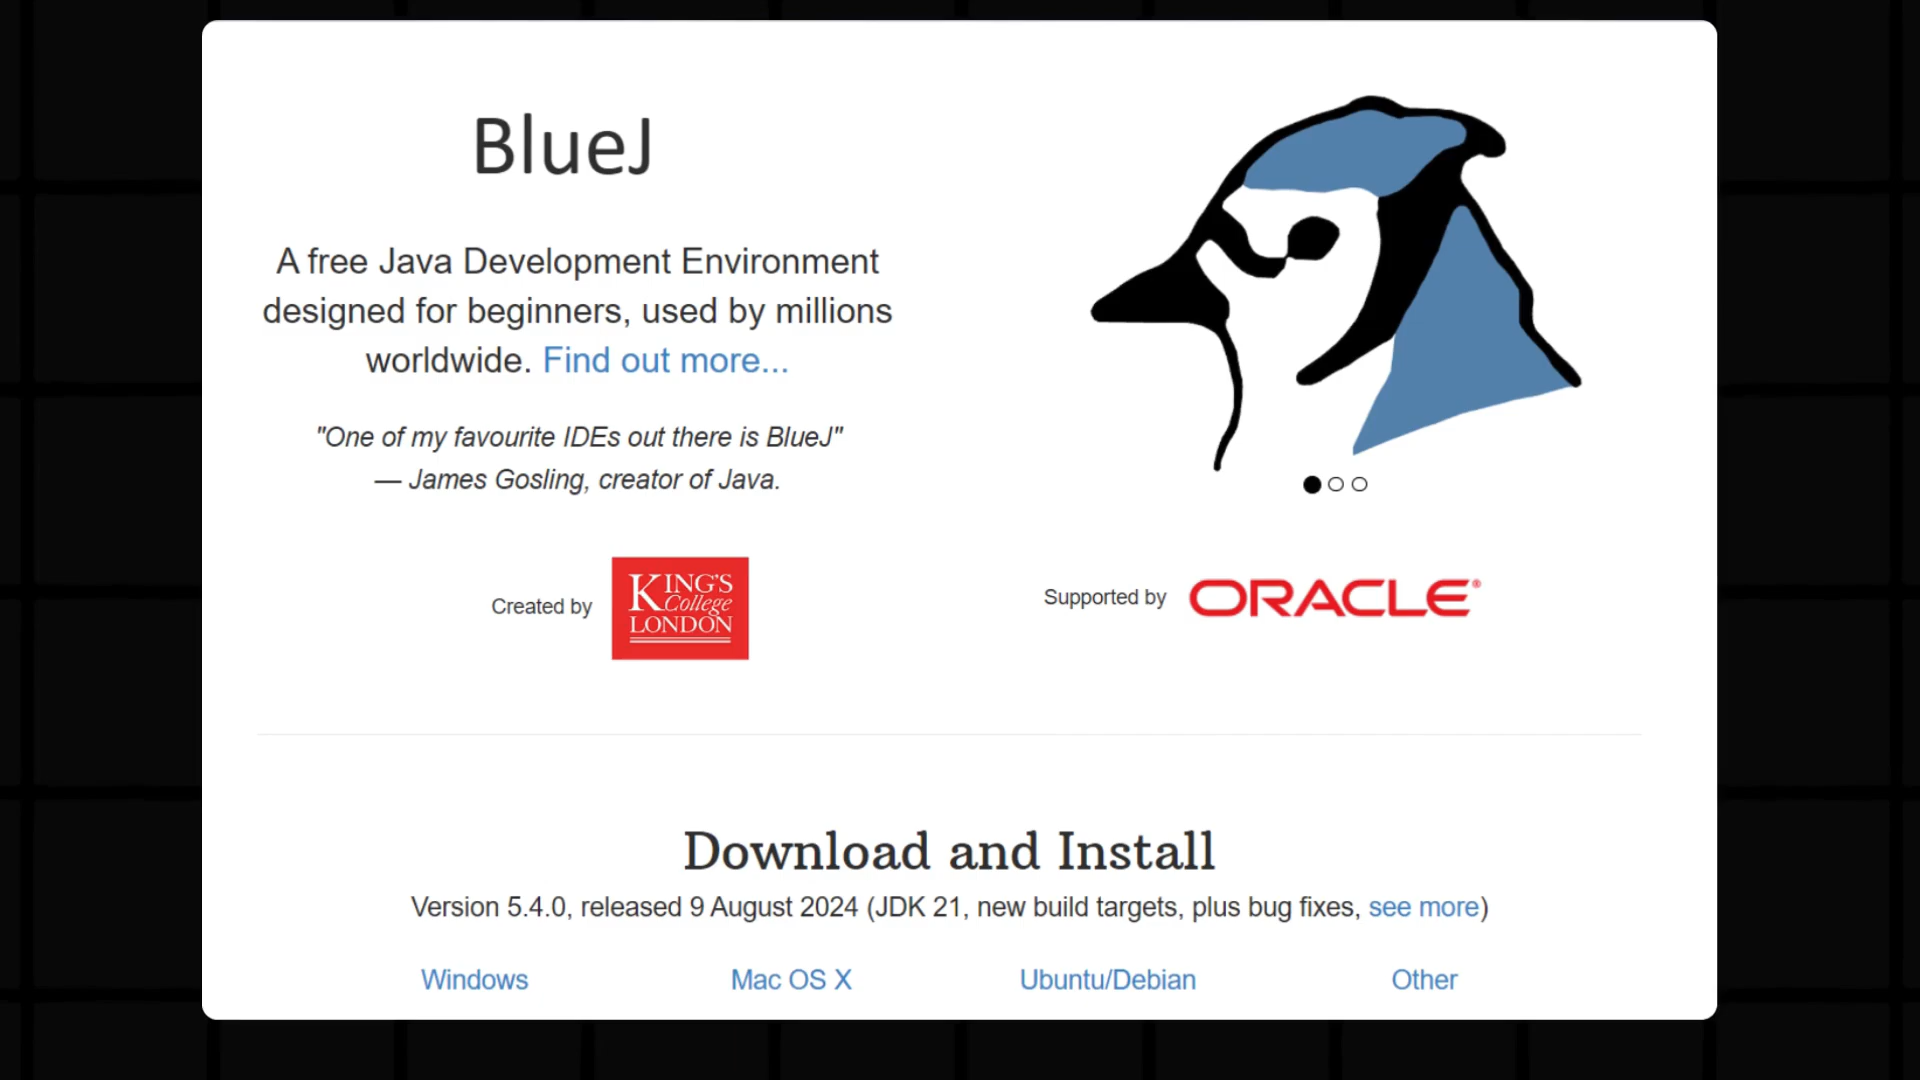 BlueJ
A free Java Development Environment
designed for beginners, used by millions
worldwide. Find out more...
"One of my favourite IDEs out there is BlueJ"
— James Gosling, creator of Java.
Created by
KING'S
College
LONDON
Supported by
ORACLE®
Download and Install
Version 5.4.0, released 9 August 2024 (JDK 21, new build targets, plus bug fixes, see more)
Windows
Mac OS X
Ubuntu/Debian
Other